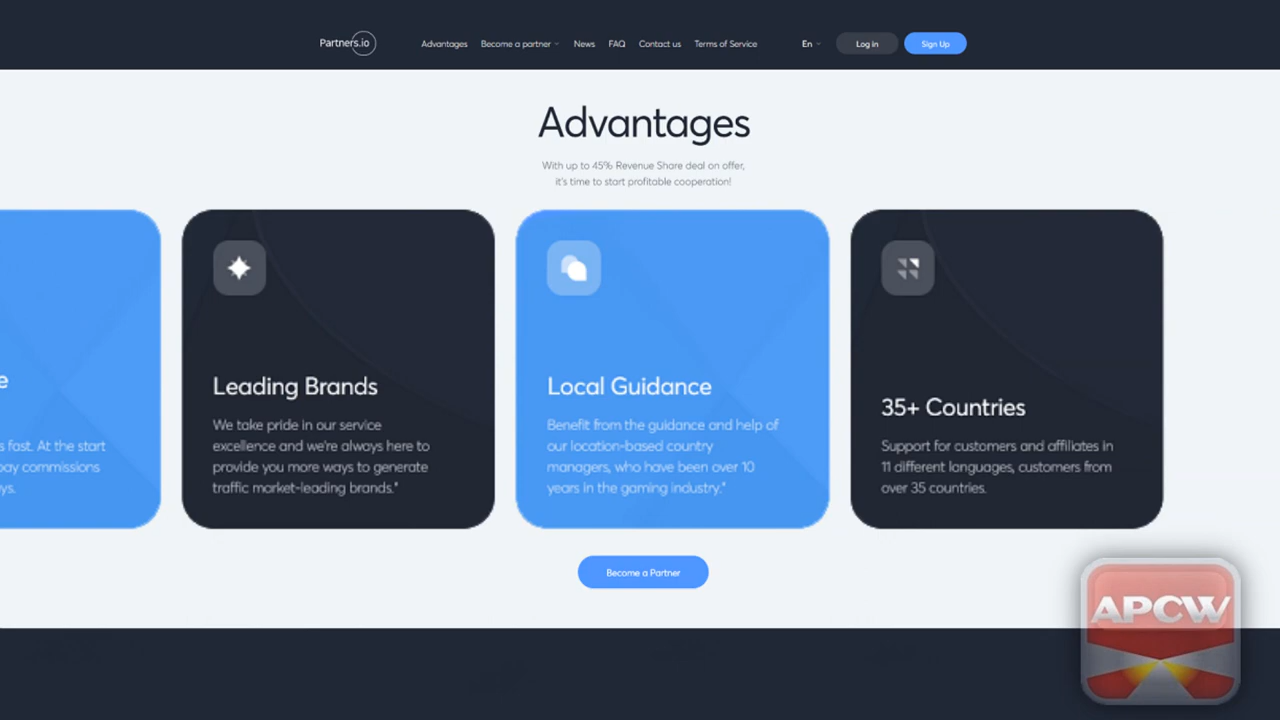 Partners.io
Advantages
Become a partner
News
FAQ
Contact us
Terms of Service
En
Log in
Sign Up
Advantages
With up to 45% Revenue Share deal on offer,
it's time to start profitable cooperation!
e
s fast. At the start
pay commissions
ys.
Leading Brands
We take pride in our service
excellence and we're always here to
provide you more ways to generate
traffic market-leading brands."
Local Guidance
Benefit from the guidance and help of
our location-based country
managers, who have been over 10
years in the gaming industry."
35+ Countries
Support for customers and affiliates in
11 different languages, customers from
over 35 countries.
Become a Partner
APCW